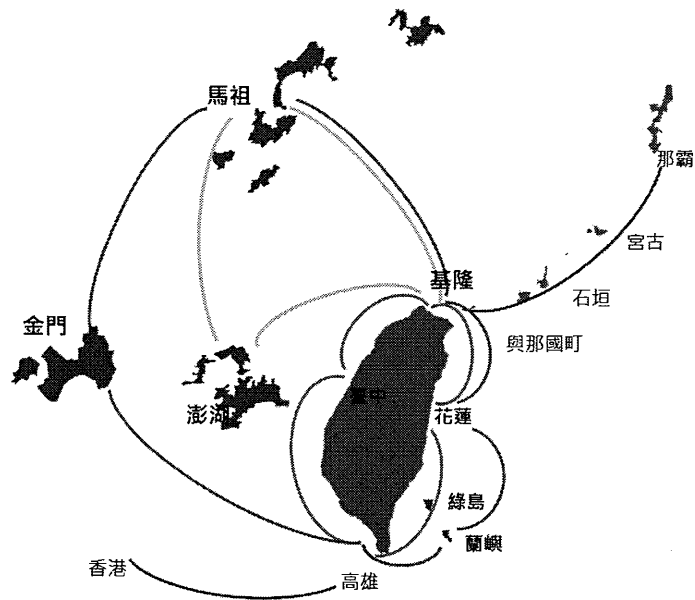 馬祖
那霸
宮古
基隆
石垣
金門
與那國町
臺中
澎湖
花蓮
綠島
蘭嶼
香港
高雄